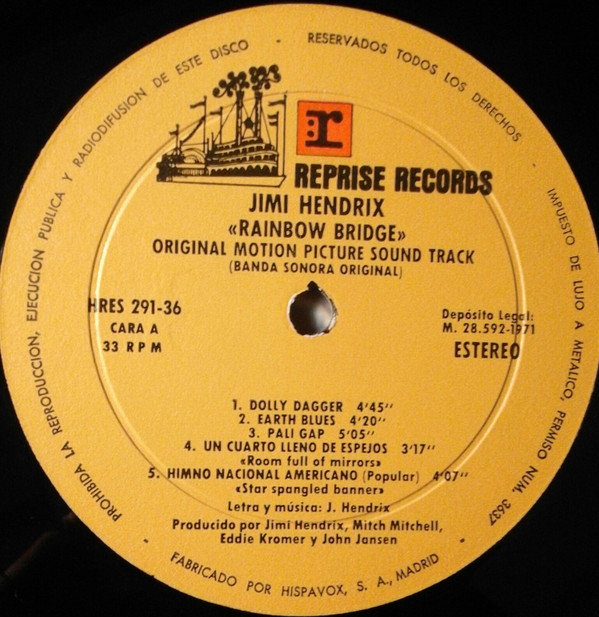 PROHIBIDA LA REPRODUCCION, EJECUCION PUBLICA Y RADIODIFUSION DE ESTE DISCO - RESERVADOS TODOS LOS DERECHOS - IMPUESTO DE LUJO A METALICO, PERMISO NUM. 3637 - FABRICADO POR HISPAVOX, S. A., MADRID -
r:
REPRISE RECORDS
JIMI HENDRIX
«RAINBOW BRIDGE»
ORIGINAL MOTION PICTURE SOUND TRACK
(BANDA SONORA ORIGINAL)
HRES 291-36
CARA A
33 RPM
Depósito Legal:
M. 28.592-1971
ESTEREO
1. DOLLY DAGGER 4'45''
2. EARTH BLUES 4'20''
3. PALI GAP 5'05''
4. UN CUARTO LLENO DE ESPEJOS 3'17''
«Room full of mirrors»
5. HIMNO NACIONAL AMERICANO (Popular) 4'07''
«Star spangled banner»
Letra y música: J. Hendrix
Producido por Jimi Hendrix, Mitch Mitchell,
Eddie Kromer y John Jansen